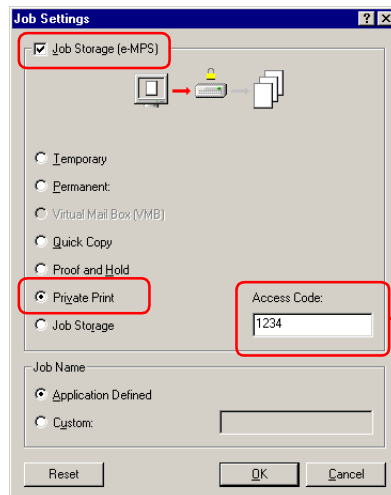 Job Settings
Job Storage (e-MPS)
Temporary
Permanent:
Virtual Mail Box (VMB)
Quick Copy
Proof and Hold
Private Print
Access Code:
Job Storage
1234
Job Name
Application Defined
Custom:
Reset
OK
Cancel